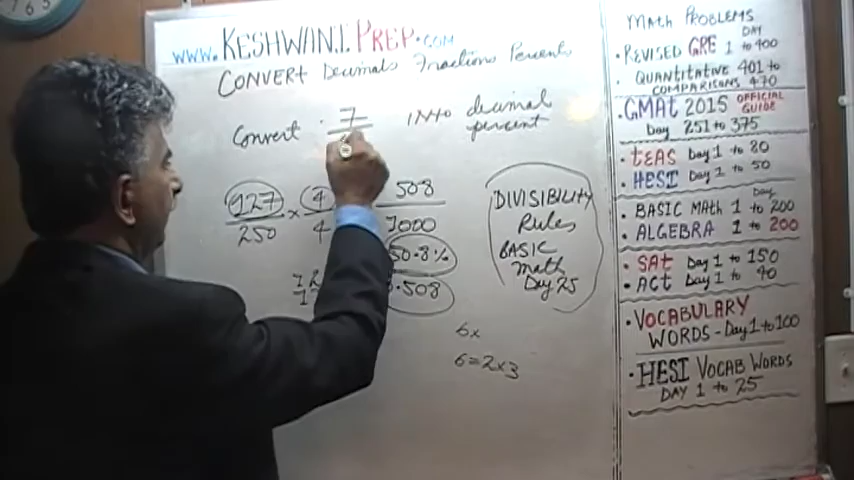 www.KESHWANI PREP.com
CONVERT Decimals Fractions Percents
Convert 7 INTO decimal
percent
127 × 4 508
250 4 1000
50.8%
.508
6x
6=2x3
DIVISIBILITY
Rules
BASIC
Math
Day 25
MATH PROBLEMS
• REVISED GRE DAY 1 to 400
• QUANTITATIVE 401 to
COMPARISONS 470
• GMAT 2015 OFFICIAL GUIDE
Day 251 to 375
• TEAS Day 1 to 80
• HESI Day 1 to 50
Day
• BASIC MATH 1 to 200
• ALGEBRA 1 to 200
• SAT Day 1 to 150
• ACT Day 1 to 90
• VOCABULARY
WORDS - Day 1 to 100
• HESI VOCAB WORDS
DAY 1 to 25